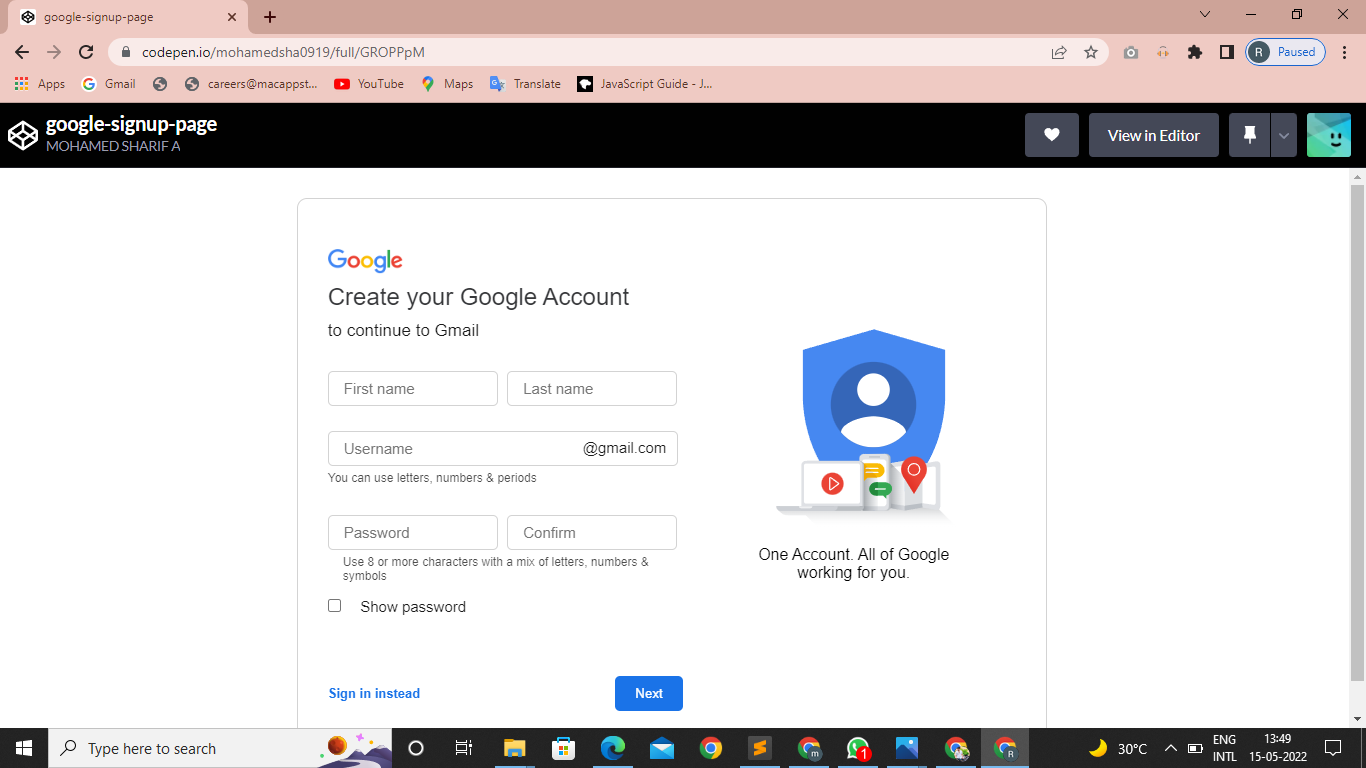 google-signup-page
codepen.io/mohamedsha0919/full/GROPPpM
R
Paused
Apps
Gmail
careers@macappst...
YouTube
Maps
Translate
JavaScript Guide - J...
google-signup-page
MOHAMED SHARIF A
View in Editor
Google
Create your Google Account
to continue to Gmail
First name
Last name
Username
@gmail.com
You can use letters, numbers & periods
Password
Confirm
Use 8 or more characters with a mix of letters, numbers &
symbols
Show password
Sign in instead
Next
One Account. All of Google
working for you.
Type here to search
m
1
R
30°C
ENG
INTL
13:49
15-05-2022